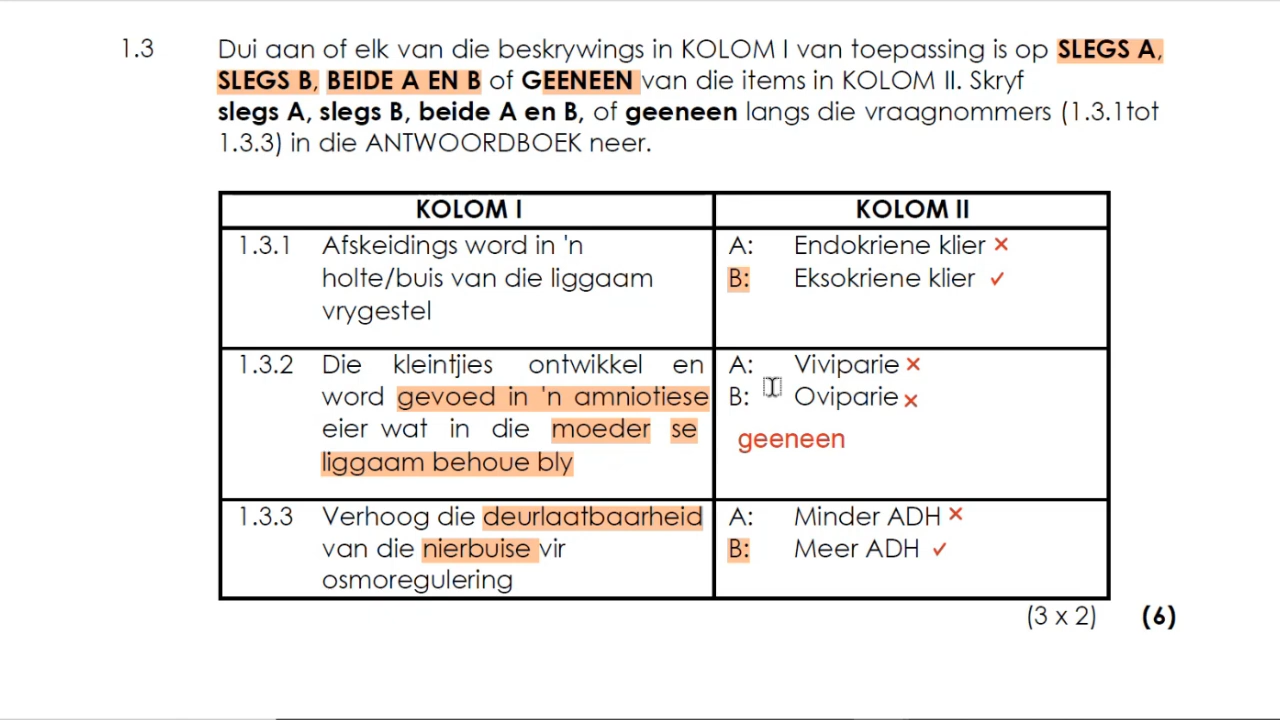 1.3 Dui aan of elk van die beskrywings in KOLOM I van toepassing is op SLEGS A,
SLEGS B, BEIDE A EN B of GEENEEN van die items in KOLOM II. Skryf
slegs A, slegs B, beide A en B, of geeneen langs die vraagnommers (1.3.1tot
1.3.3) in die ANTWOORDBOEK neer.
KOLOM I KOLOM II
1.3.1 Afskeidings word in 'n A: Endokriene klier ×
holte/buis van die liggaam B: Eksokriene klier ✓
vrygestel
1.3.2 Die kleintjies ontwikkel en A: Viviparie ×
word gevoed in 'n amniotiese B: Oviparie ×
eier wat in die moeder se geeneen
liggaam behoue bly
1.3.3 Verhoog die deurlaatbaarheid A: Minder ADH ×
van die nierbuise vir B: Meer ADH ✓
osmoregulering
(3 x 2) (6)